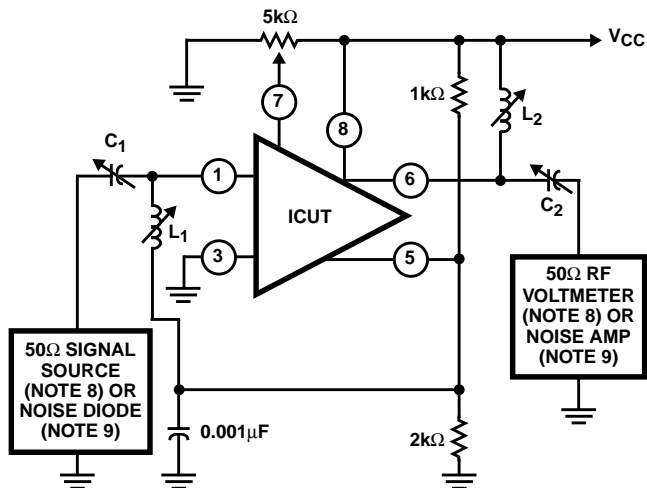 5kΩ
VCC
7
8
1kΩ
L2
C1
1
6
ICUT
C2
L1
3
5
50Ω RF
VOLTMETER
(NOTE 8) OR
NOISE AMP
(NOTE 9)
50Ω SIGNAL
SOURCE
(NOTE 8) OR
NOISE DIODE
(NOTE 9)
0.001μF
2kΩ